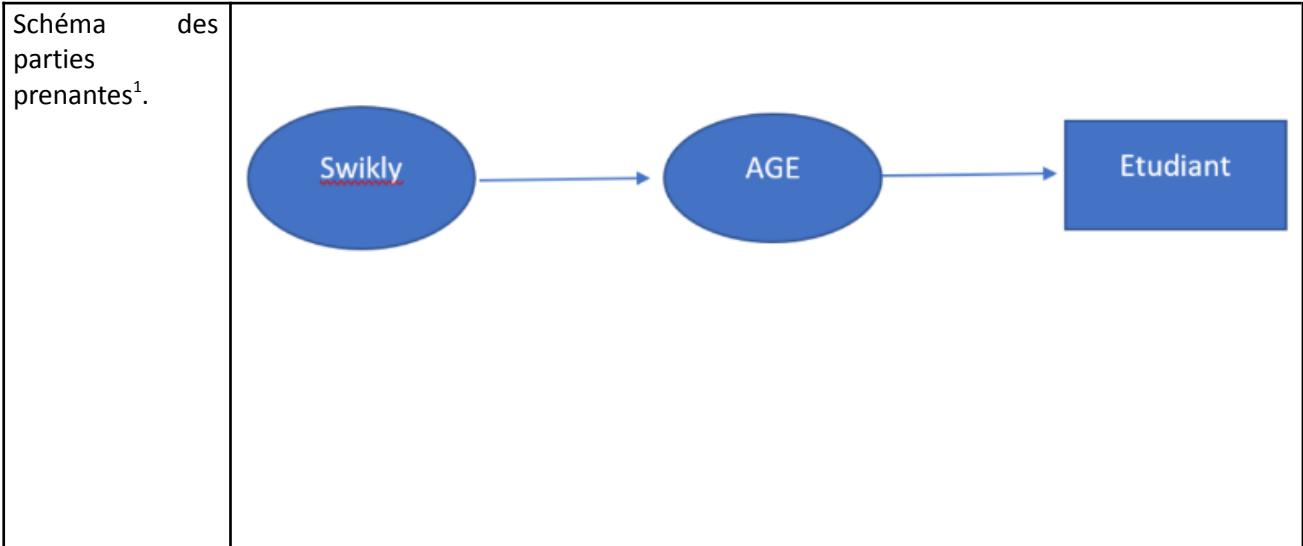 Schéma des
parties
prenantes¹.
Swikly
AGE
Etudiant